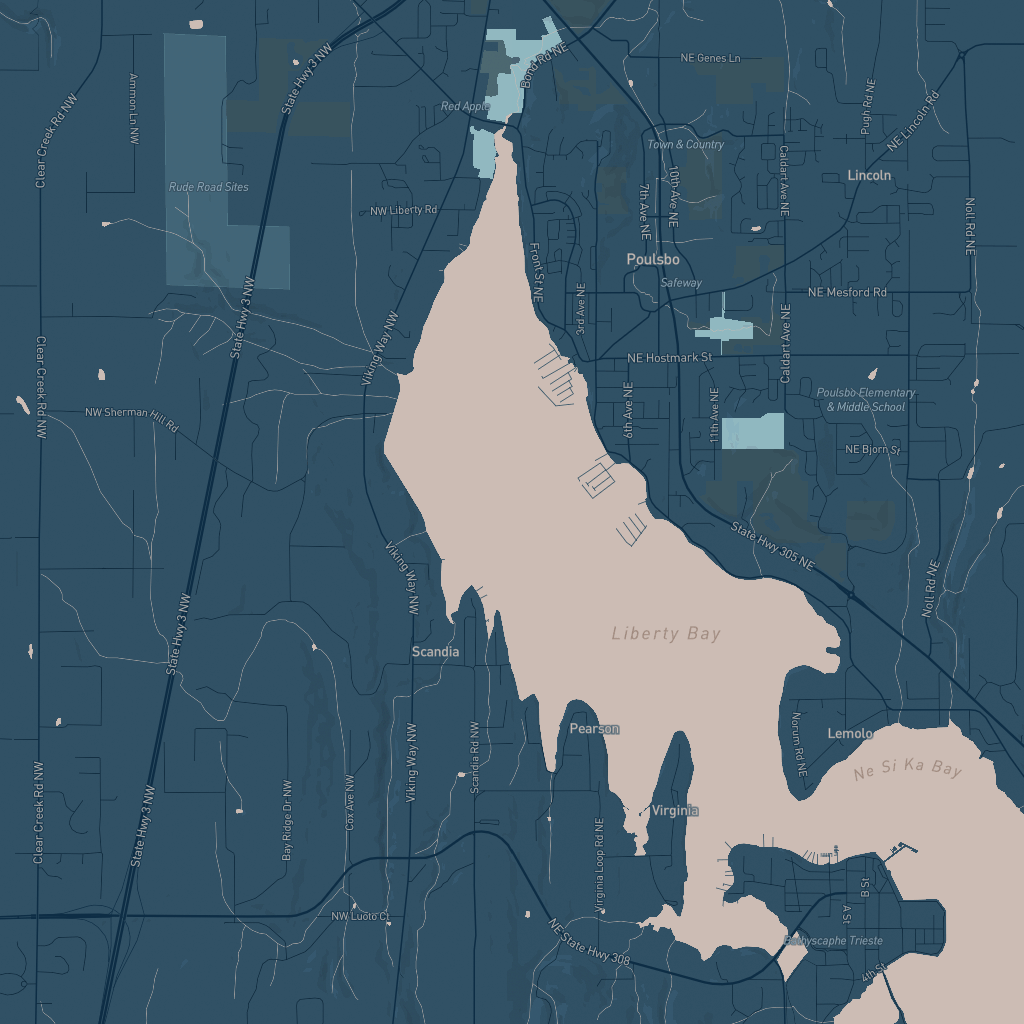 State Hwy 3 NW
Bond Rd NE
NE Genes Ln
Clear Creek Rd NW
Ammon Ln NW
Red Apple
Pugh Rd NE
NE Lincoln Rd
Town & Country
Caldart Ave NE
Lincoln
Rude Road Sites
7th Ave NE
10th Ave NE
NW Liberty Rd
Noll Rd NE
Front St NE
Poulsbo
Safeway
3rd Ave NE
NE Mesford Rd
State Hwy 3 NW
Viking Way NW
Caldart Ave NE
NE Hostmark St
Clear Creek Rd NW
6th Ave NE
11th Ave NE
Poulsbo Elementary
& Middle School
NW Sherman Hill Rd
NE Bjorn St
State Hwy 305 NE
Viking Way NW
Noll Rd NE
State Hwy 3 NW
Liberty Bay
Scandia
Pearson
Norum Rd NE
Lemolo
Scandia Rd NW
Viking Way NW
Ne Si Ka Bay
Clear Creek Rd NW
State Hwy 3 NW
Bay Ridge Dr NW
Cox Ave NW
Virginia
Virginia Loop Rd NE
B St
A St
NW Luoto Ct
NE State Hwy 308
Bathyscaphe Trieste
4th St